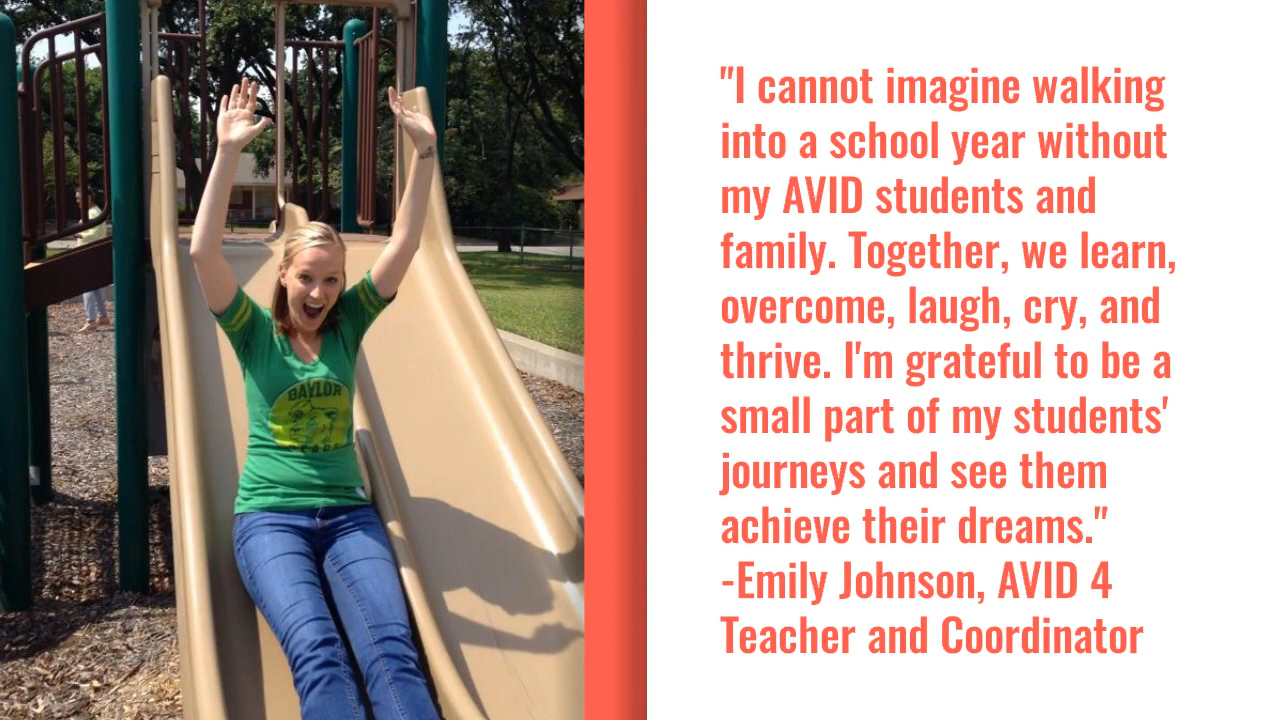 BAYLOR
"I cannot imagine walking
into a school year without
my AVID students and
family. Together, we learn,
overcome, laugh, cry, and
thrive. I'm grateful to be a
small part of my students'
journeys and see them
achieve their dreams."
-Emily Johnson, AVID 4
Teacher and Coordinator